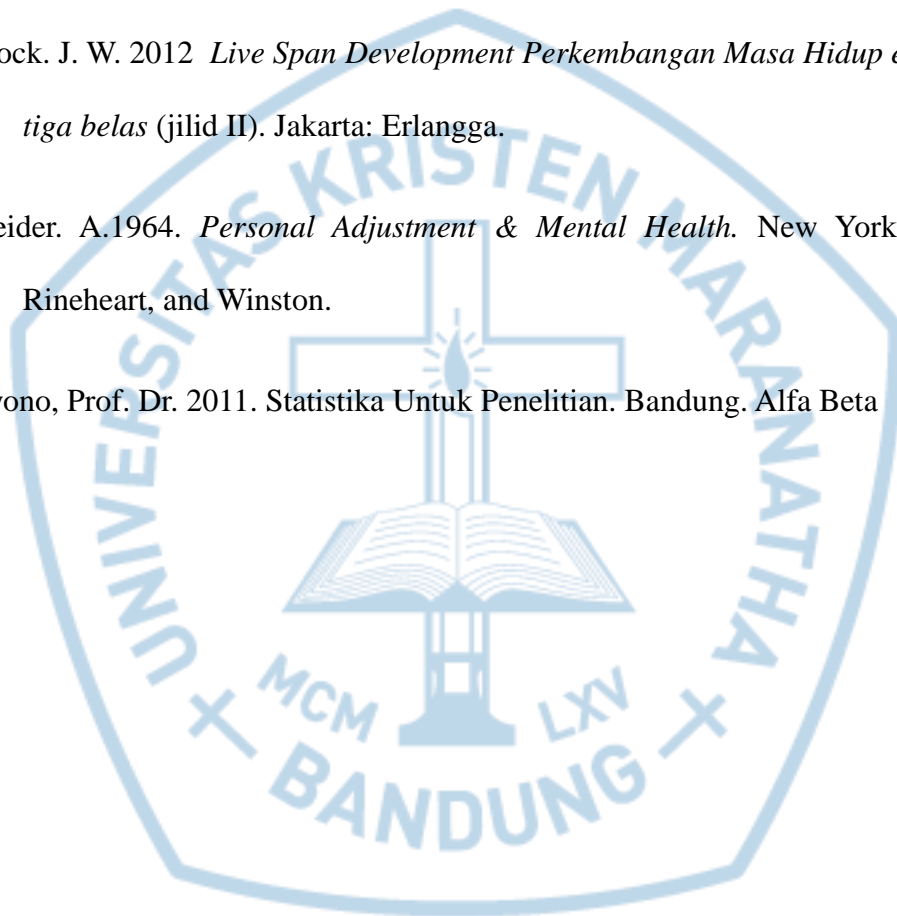 ock. J. W. 2012 Live Span Development Perkembangan Masa Hidup e
tiga belas (jilid II). Jakarta: Erlangga.
eider. A.1964. Personal Adjustment & Mental Health. New York
Rineheart, and Winston.
yono, Prof. Dr. 2011. Statistika Untuk Penelitian. Bandung. Alfa Beta
UNIVERSITAS KRISTEN MARANATHA
MCM LXV
BANDUNG